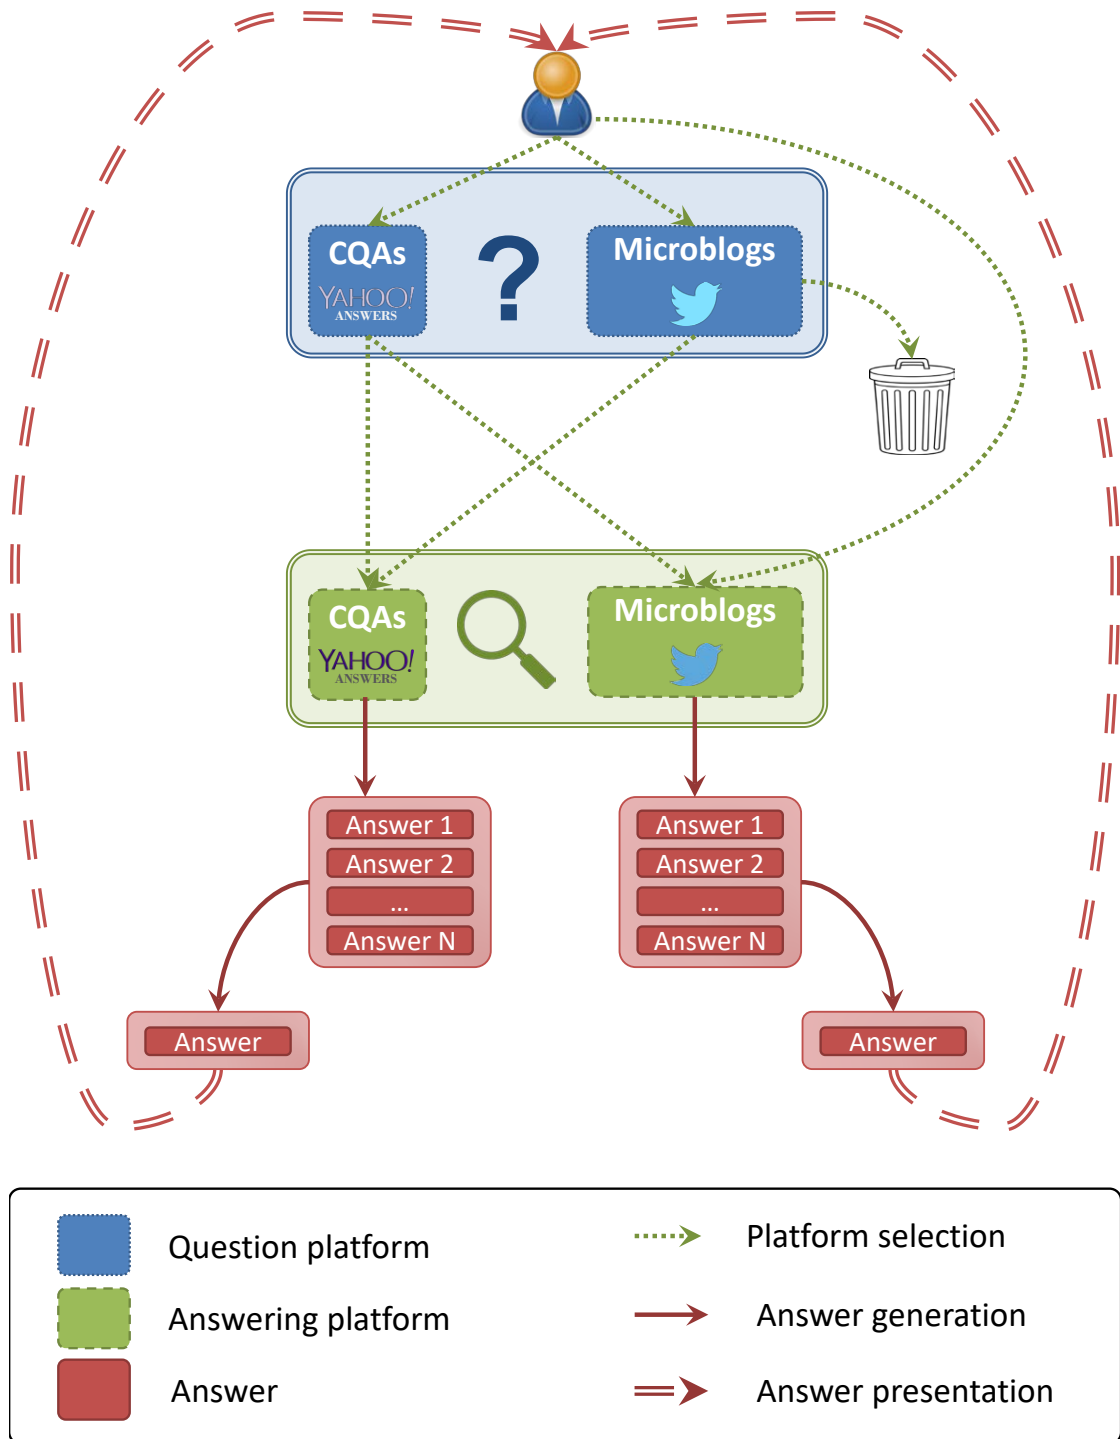 CQAs
YAHOO!
ANSWERS
?
Microblogs
CQAs
YAHOO!
ANSWERS
Microblogs
Answer 1
Answer 2
...
Answer N
Answer 1
Answer 2
...
Answer N
Answer
Answer
Question platform
Answering platform
Answer
Platform selection
Answer generation
Answer presentation